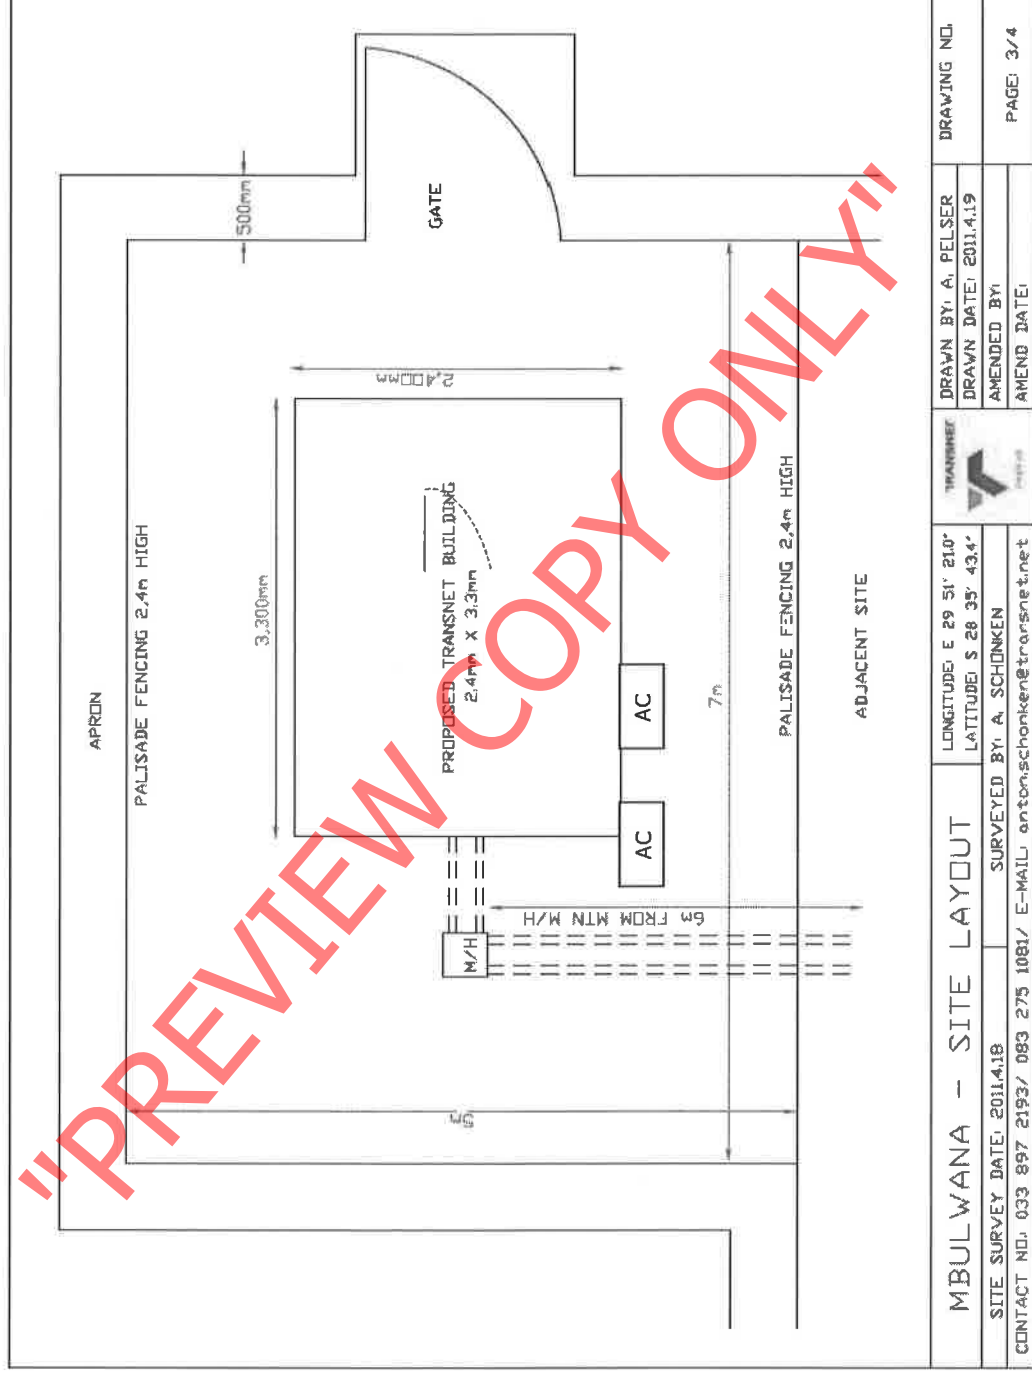 APRON
PALISADE FENCING 2,4m HIGH
500mm
GATE
3,300mm
2,400mm
PROPOSED TRANSNET BUILDING
2.4mm X 3.3mm
AC
AC
M/H
6m FROM MTN M/H
7m
5m
PALISADE FENCING 2,4m HIGH
ADJACENT SITE
"PREVIEW COPY ONLY"
MBULWANA - SITE LAYOUT
LONGITUDE: E 29 51' 21.0"
LATITUDE: S 28 35' 43.4"
TRANSNET
DRAWN BY: A. PELSER
DRAWN DATE: 2011.4.19
DRAWING NO.
SITE SURVEY DATE: 2011.4.18
SURVEYED BY: A. SCHONKEN
AMENDED BY:
AMEND DATE:
PAGE: 3/4
CONTACT NO.: 033 897 2193/ 083 275 1081/ E-MAIL: anton.schonken@transnet.net